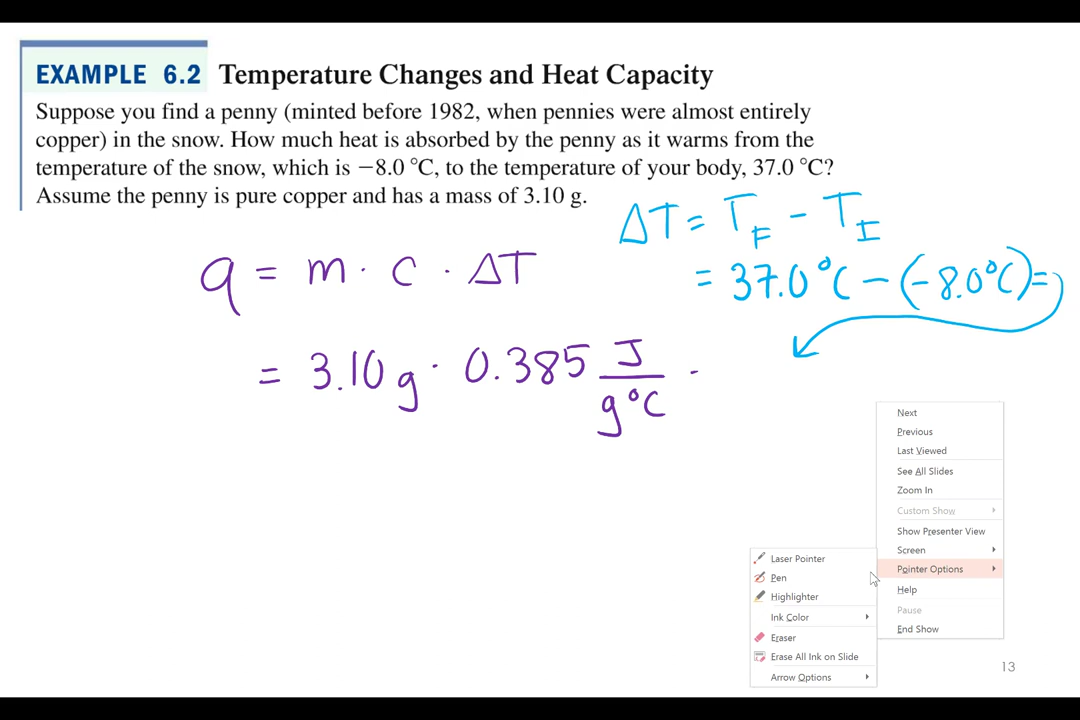 EXAMPLE 6.2 Temperature Changes and Heat Capacity
Suppose you find a penny (minted before 1982, when pennies were almost entirely
copper) in the snow. How much heat is absorbed by the penny as it warms from the
temperature of the snow, which is −8.0 °C, to the temperature of your body, 37.0 °C?
Assume the penny is pure copper and has a mass of 3.10 g.
ΔT = T_F − T_I
= 37.0°C − (−8.0°C) =
q = m · c · ΔT
= 3.10 g · 0.385 J/g°C ·
Next
Previous
Last Viewed
See All Slides
Zoom In
Custom Show
Show Presenter View
Screen
Pointer Options
Help
Pause
End Show
Laser Pointer
Pen
Highlighter
Ink Color
Eraser
Erase All Ink on Slide
Arrow Options
13